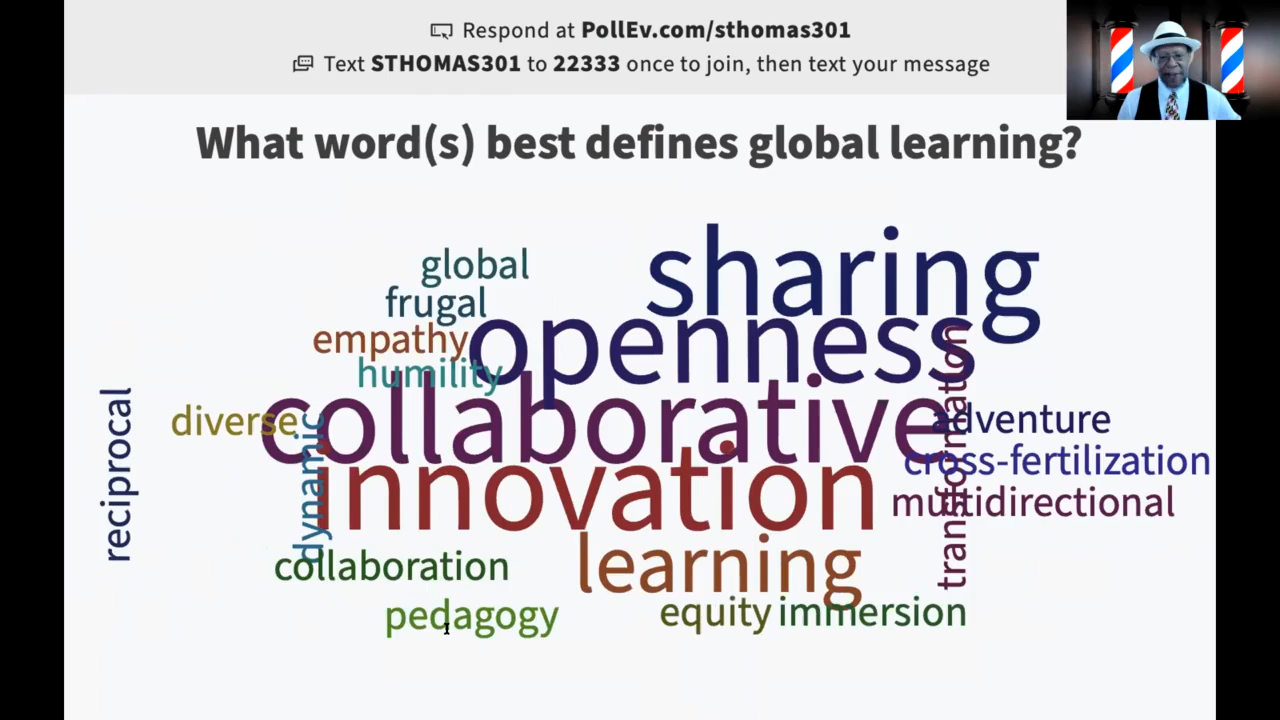 Respond at PollEv.com/sthomas301
Text STHOMAS301 to 22333 once to join, then text your message
What word(s) best defines global learning?
sharing
global
frugal
openness
empathy
humility
collaborative
diverse
adventure
reciprocal
dynamic
transformation
cross-fertilization
innovation
multidirectional
collaboration
learning
pedagogy
equity
immersion